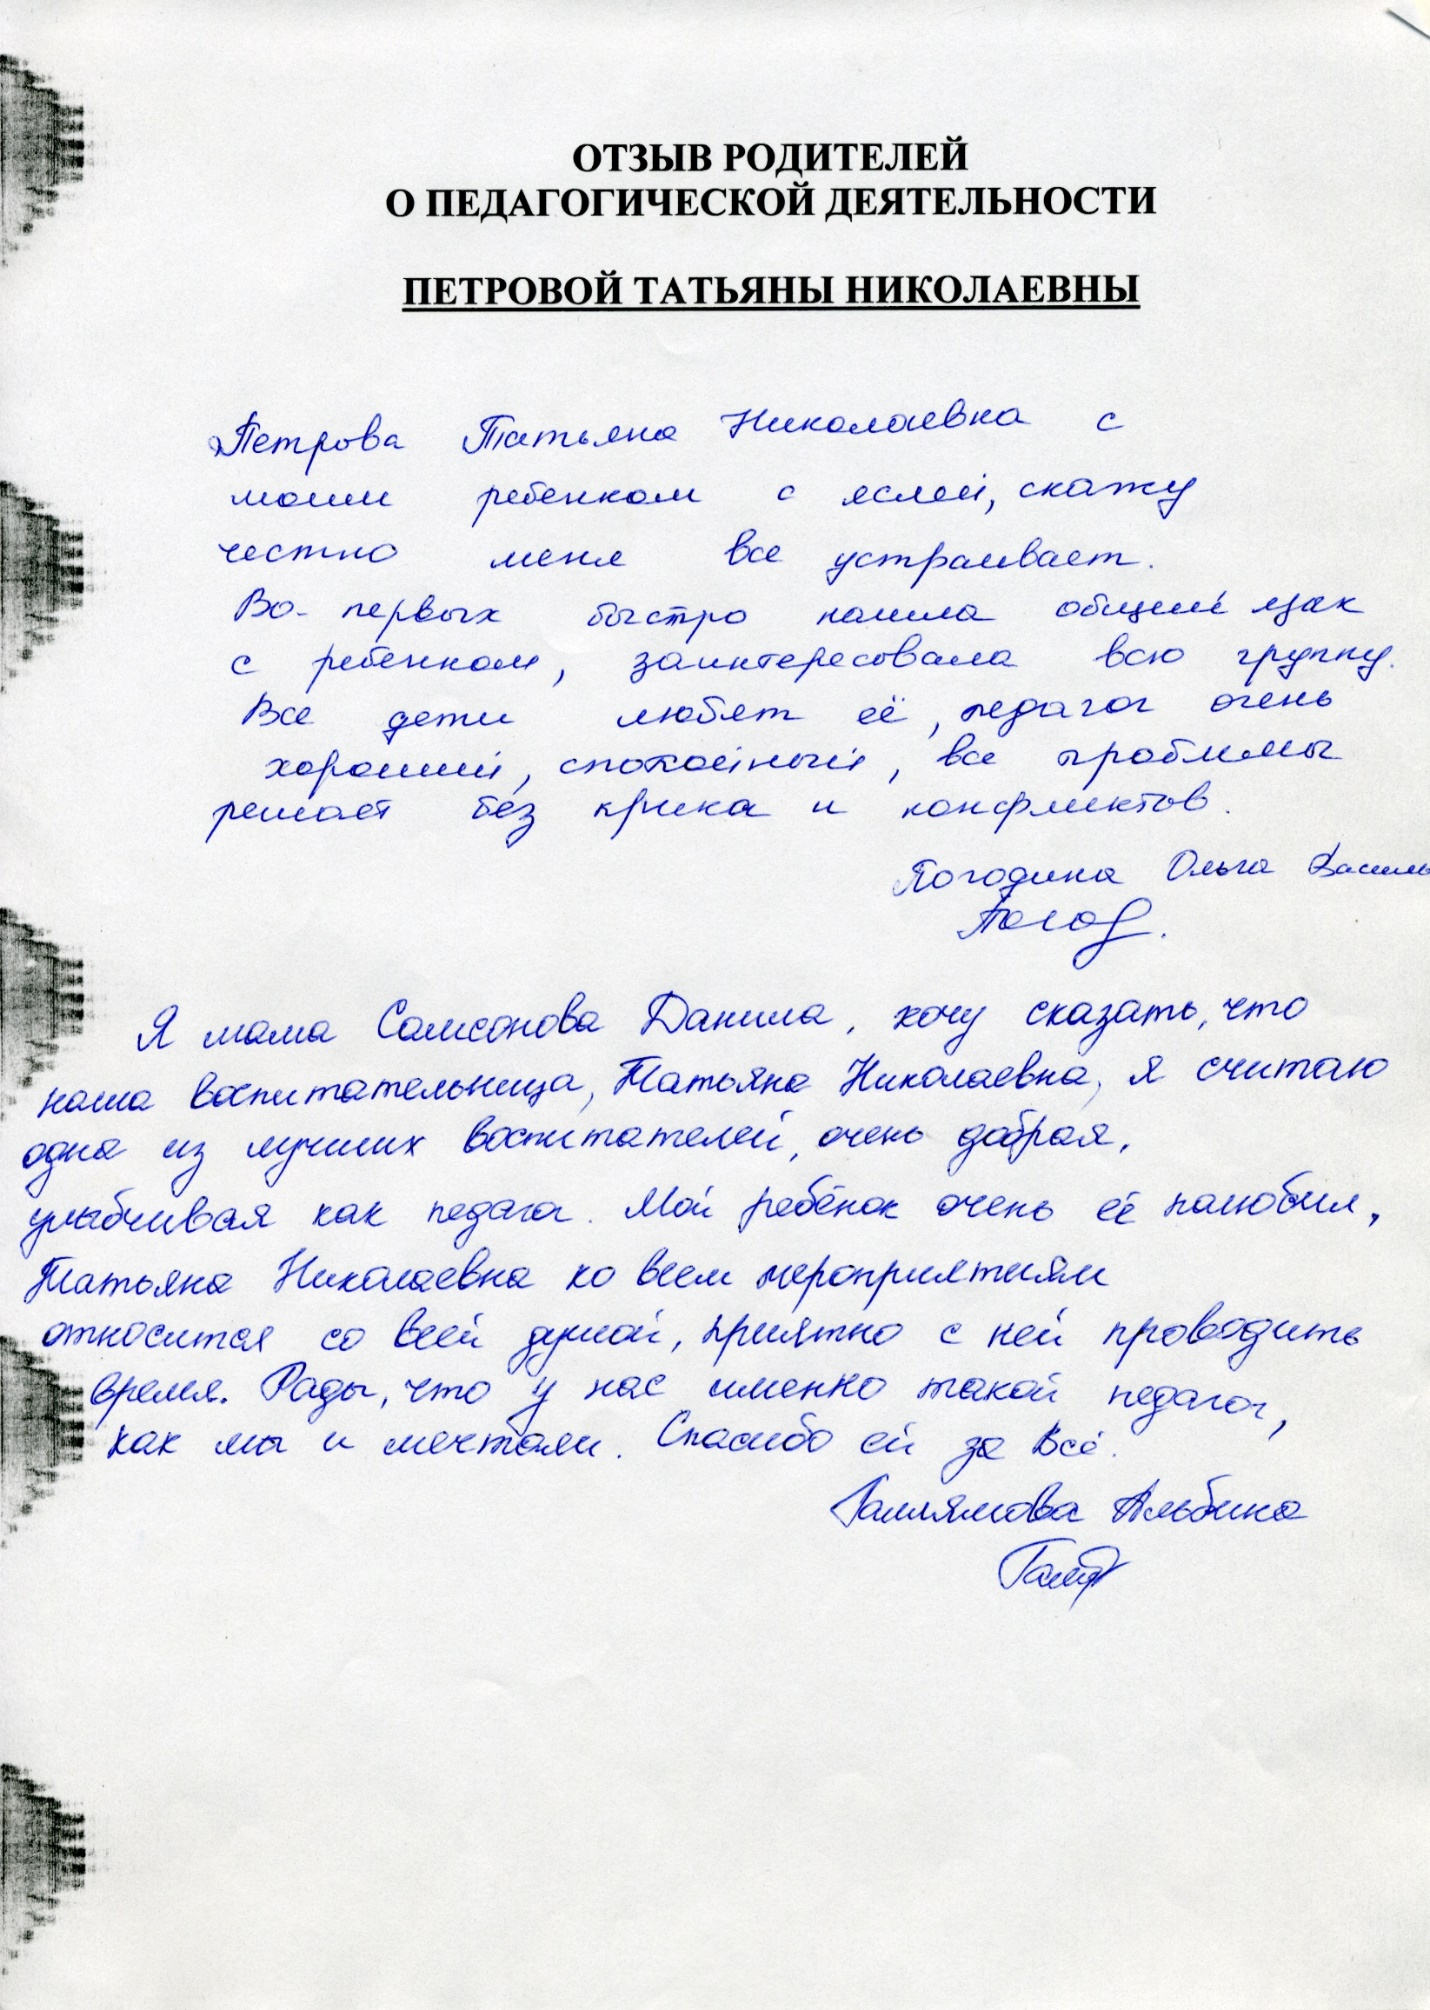 ОТЗЫВ РОДИТЕЛЕЙ
О ПЕДАГОГИЧЕСКОЙ ДЕЯТЕЛЬНОСТИ
ПЕТРОВОЙ ТАТЬЯНЫ НИКОЛАЕВНЫ
Петрова Татьяна Николаевна с
моим ребенком с яслей, скажу
честно меня все устраивает.
Во-первых быстро нашла общий язык
с ребенком, заинтересовала всю группу.
Все дети любят её, педагог очень
хороший, спокойный, все проблемы
решает без крика и конфликтов.
Погодина Ольга Василь
Погод.
Я мама Самсонова Данила, хочу сказать, что
наша воспитательница, Татьяна Николаевна, я считаю
одна из лучших воспитателей, очень добрая,
улыбчивая как педагог. Мой ребёнок очень её полюбил,
Татьяна Николаевна ко всем мероприятиям
относится со всей душой, приятно с ней проводить
время. Рады, что у нас именно такой педагог,
как мы и мечтали. Спасибо ей за всё.
Галлямова Альбина